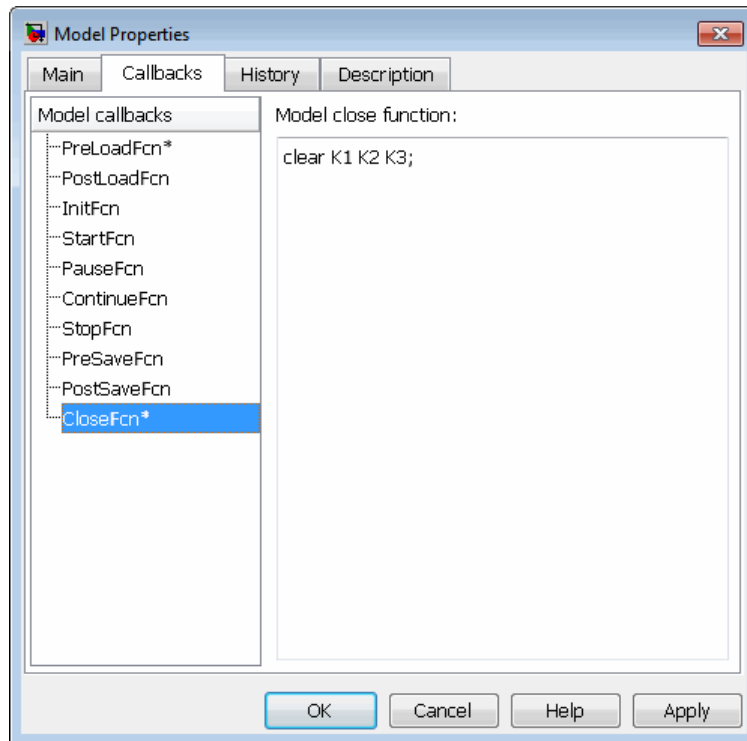 Model Properties
Main Callbacks History Description
Model callbacks
PreLoadFcn*
PostLoadFcn
InitFcn
StartFcn
PauseFcn
ContinueFcn
StopFcn
PreSaveFcn
PostSaveFcn
CloseFcn*
Model close function:
clear K1 K2 K3;
OK Cancel Help Apply